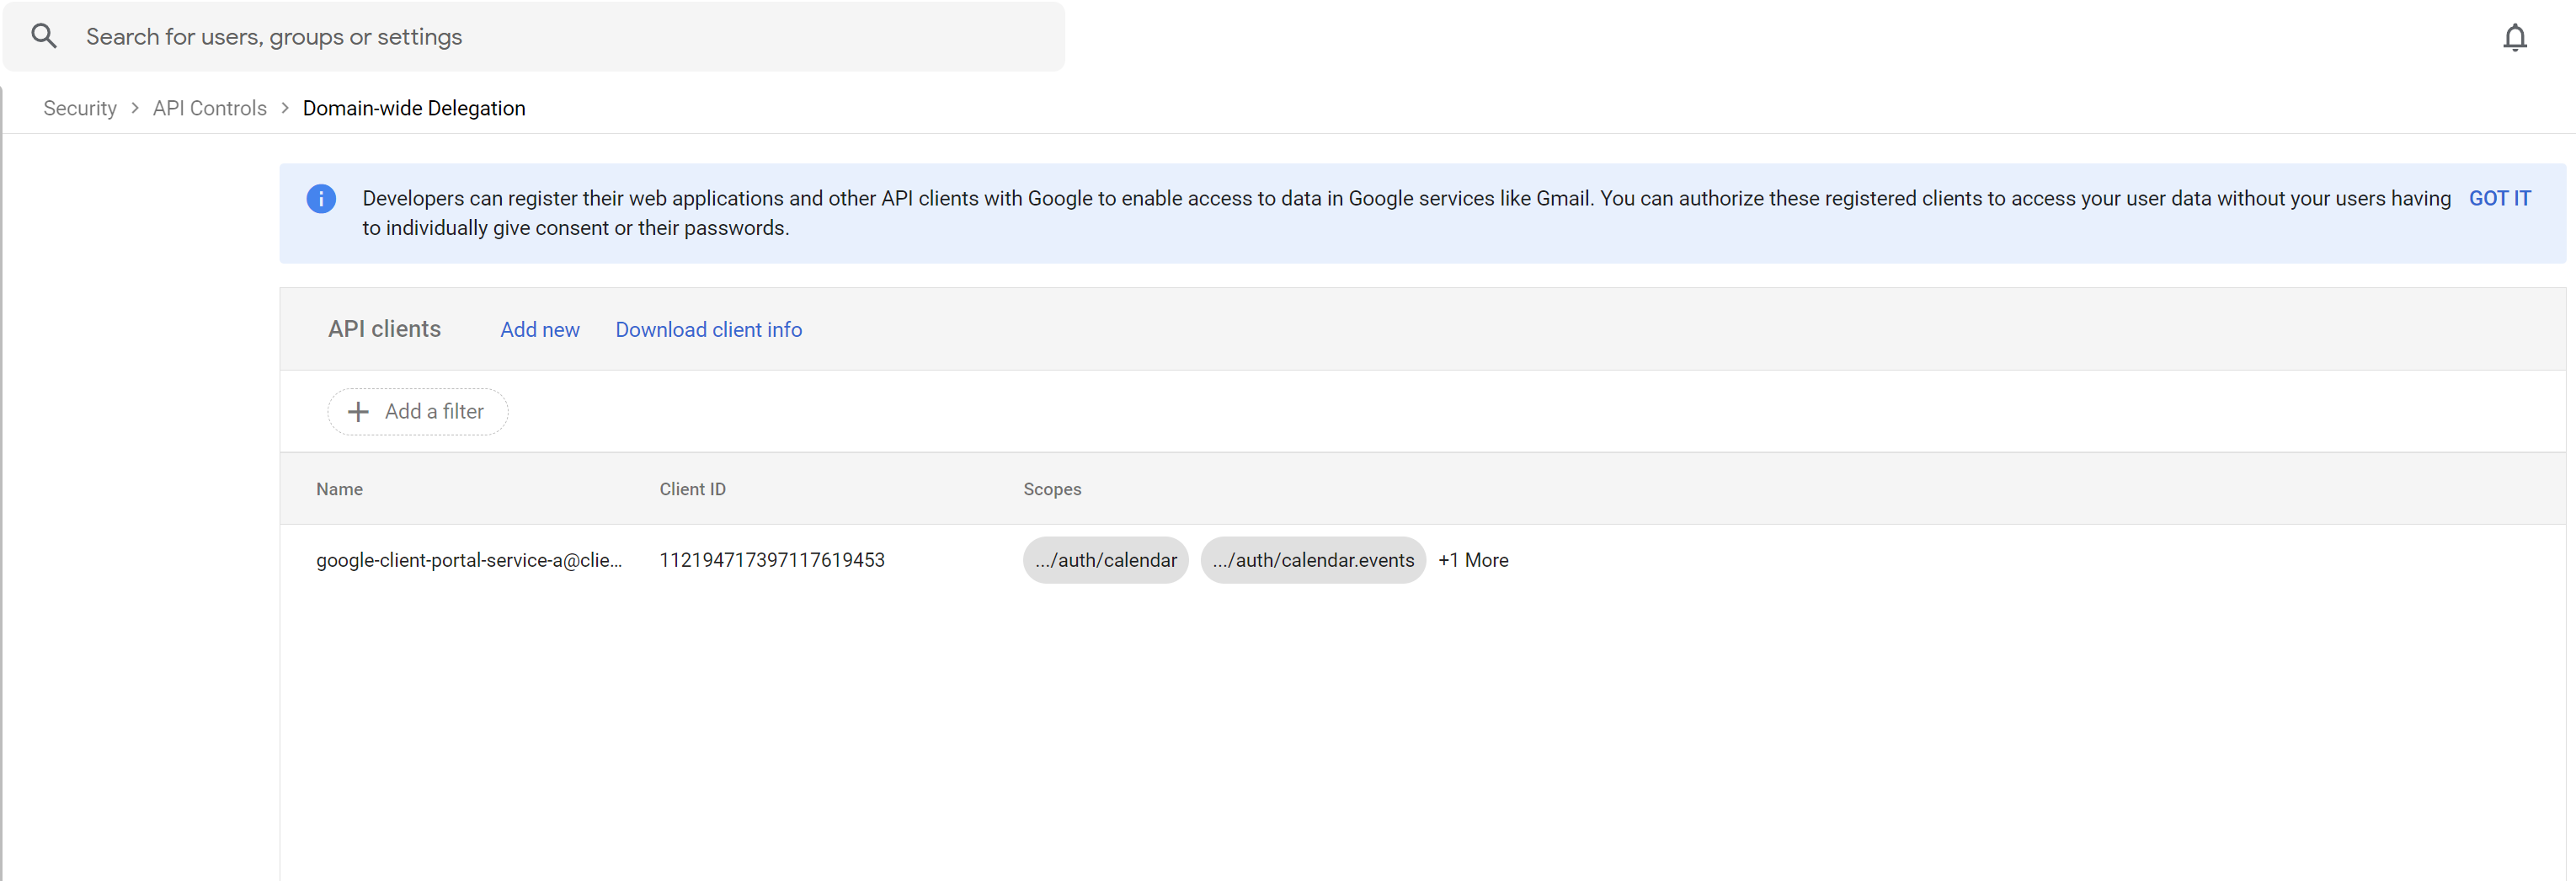 Search for users, groups or settings
Security > API Controls > Domain-wide Delegation
Developers can register their web applications and other API clients with Google to enable access to data in Google services like Gmail. You can authorize these registered clients to access your user data without your users having GOT IT
to individually give consent or their passwords.
API clients Add new Download client info
Add a filter
Name Client ID Scopes
google-client-portal-service-a@clie... 112194717397117619453 .../auth/calendar .../auth/calendar.events +1 More